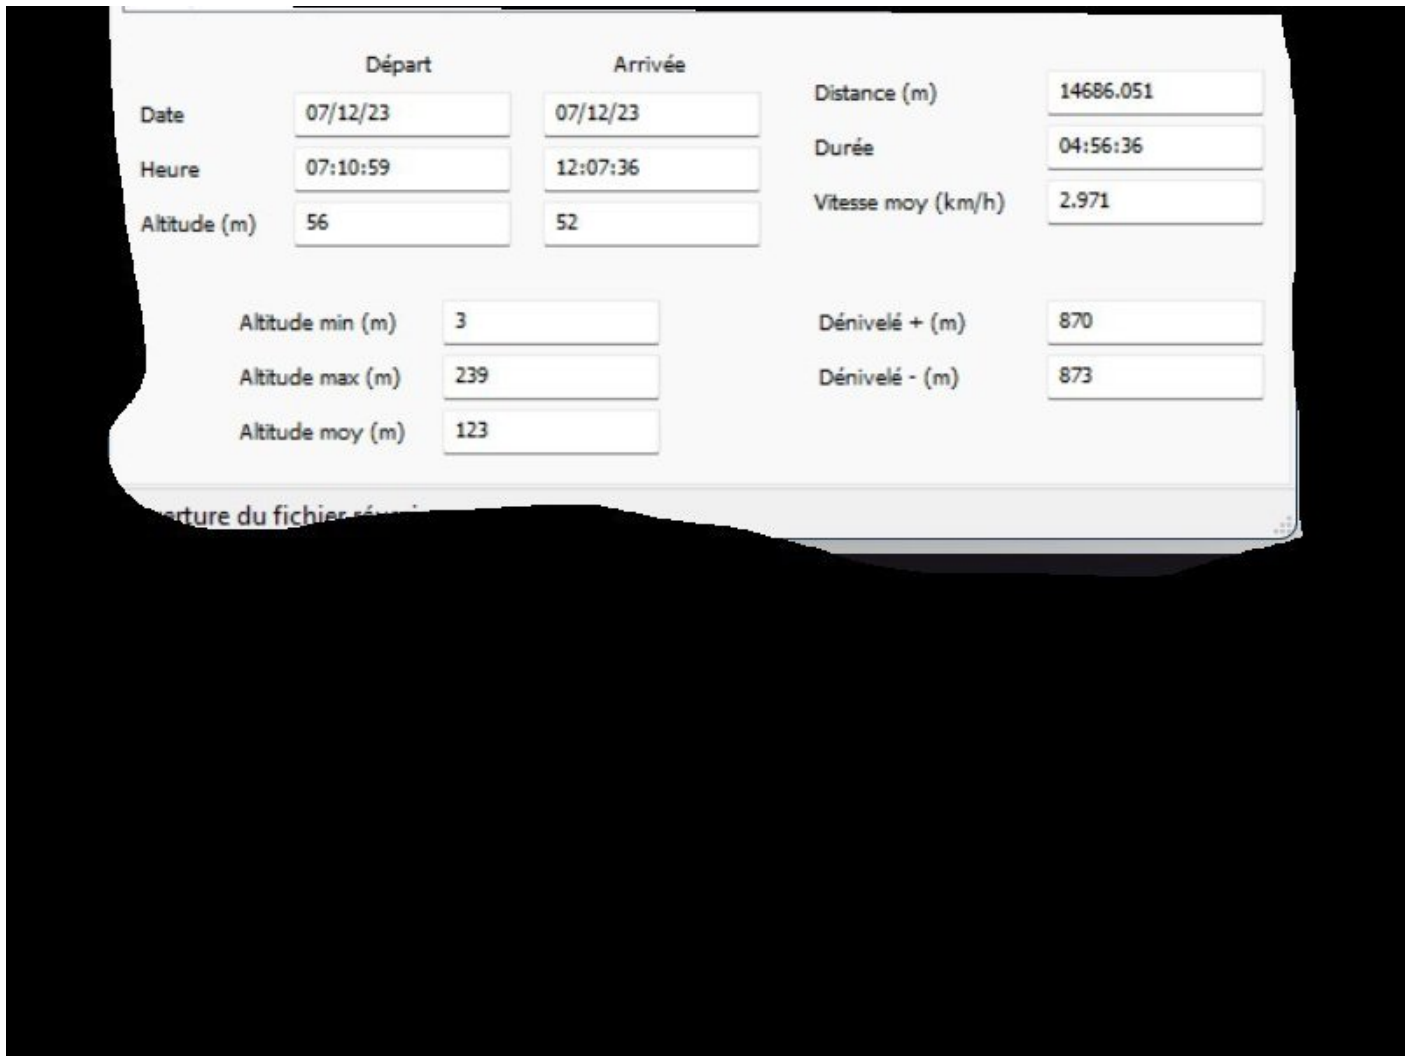 Départ Arrivée
Date 07/12/23 07/12/23
Heure 07:10:59 12:07:36
Altitude (m) 56 52
Distance (m) 14686.051
Durée 04:56:36
Vitesse moy (km/h) 2.971
Altitude min (m) 3
Altitude max (m) 239
Altitude moy (m) 123
Dénivelé + (m) 870
Dénivelé - (m) 873
du fichier